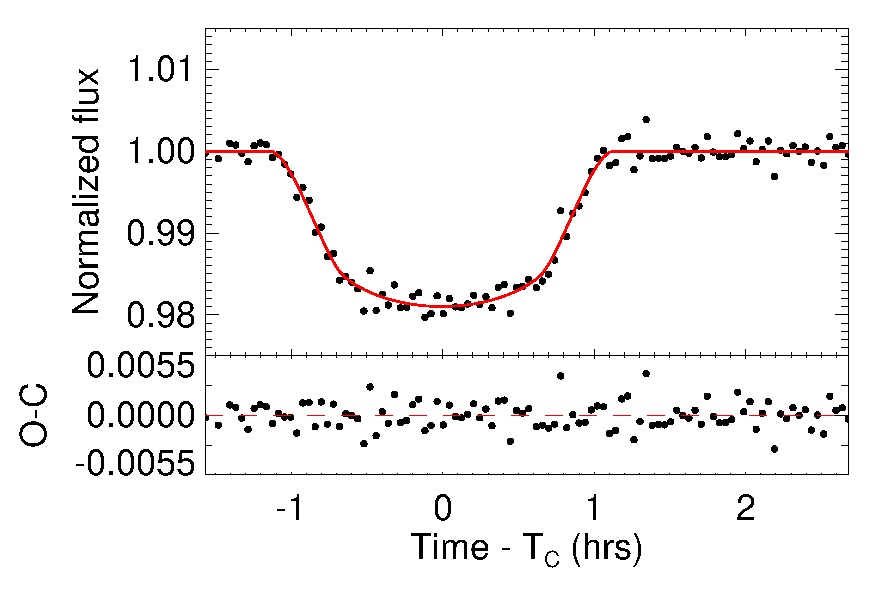 Normalized flux
1.01
1.00
0.99
0.98
O-C
0.0055
0.0000
-0.0055
-1 0 1 2
Time - T_C (hrs)